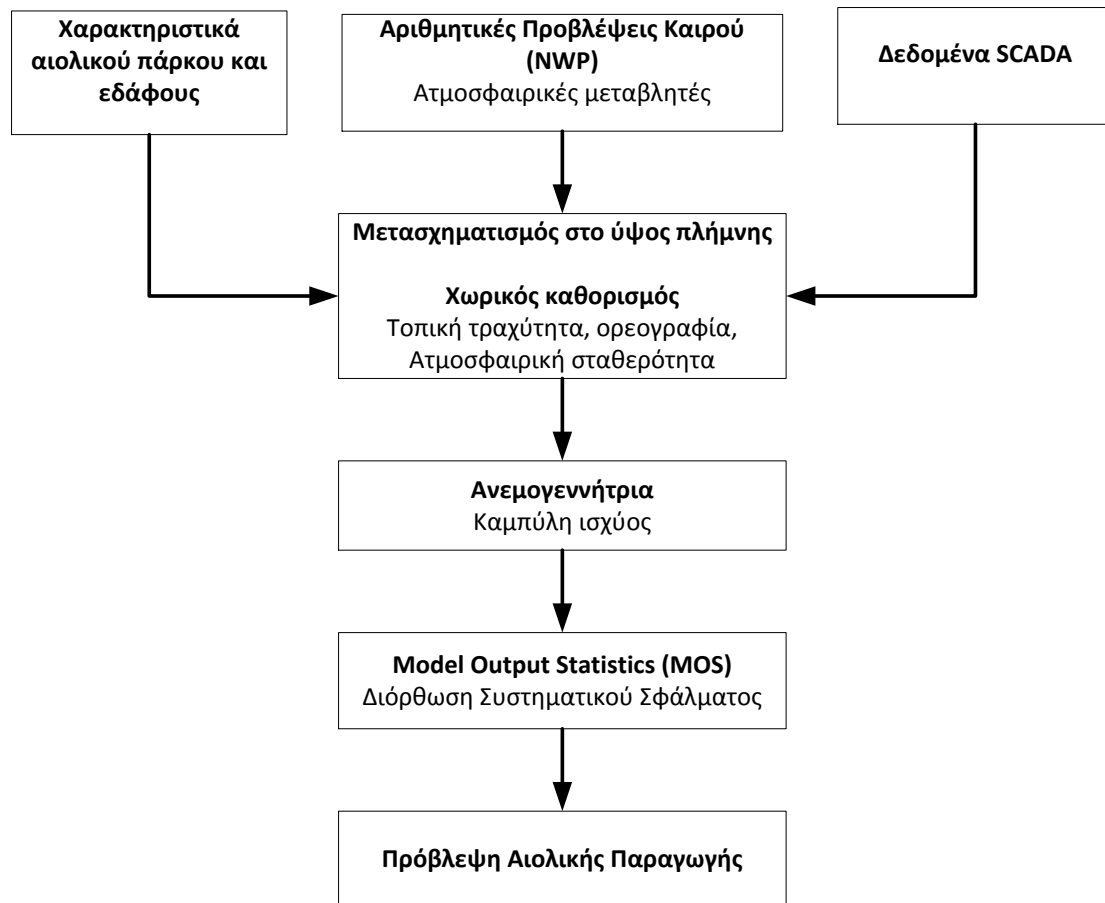 Χαρακτηριστικά
αιολικού πάρκου και
εδάφους
Αριθμητικές Προβλέψεις Καιρού
(NWP)
Ατμοσφαιρικές μεταβλητές
Δεδομένα SCADA
Μετασχηματισμός στο ύψος πλήμνης
Χωρικός καθορισμός
Τοπική τραχύτητα, ορεογραφία,
Ατμοσφαιρική σταθερότητα
Ανεμογεννήτρια
Καμπύλη ισχύος
Model Output Statistics (MOS)
Διόρθωση Συστηματικού Σφάλματος
Πρόβλεψη Αιολικής Παραγωγής